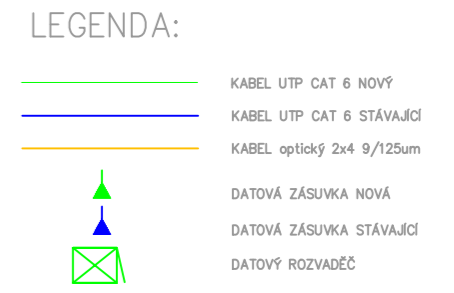 LEGENDA:
KABEL UTP CAT 6 NOVÝ
KABEL UTP CAT 6 STÁVAJÍCÍ
KABEL optický 2x4 9/125um
DATOVÁ ZÁSUVKA NOVÁ
DATOVÁ ZÁSUVKA STÁVAJÍCÍ
DATOVÝ ROZVADĚČ